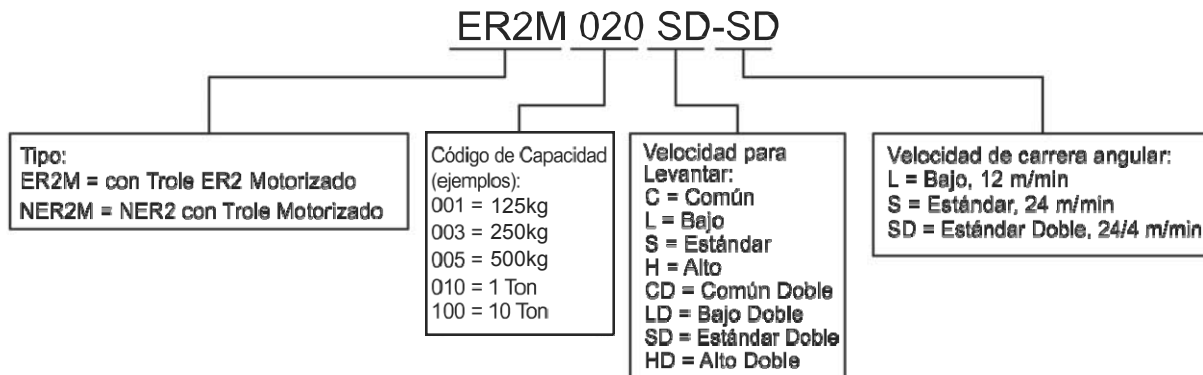 ER2M 020 SD-SD
Tipo:
ER2M = con Trole ER2 Motorizado
NER2M = NER2 con Trole Motorizado
Código de Capacidad
(ejemplos):
001 = 125kg
003 = 250kg
005 = 500kg
010 = 1 Ton
100 = 10 Ton
Velocidad para
Levantar:
C = Común
L = Bajo
S = Estándar
H = Alto
CD = Común Doble
LD = Bajo Doble
SD = Estándar Doble
HD = Alto Doble
Velocidad de carrera angular:
L = Bajo, 12 m/min
S = Estándar, 24 m/min
SD = Estándar Doble, 24/4 m/min